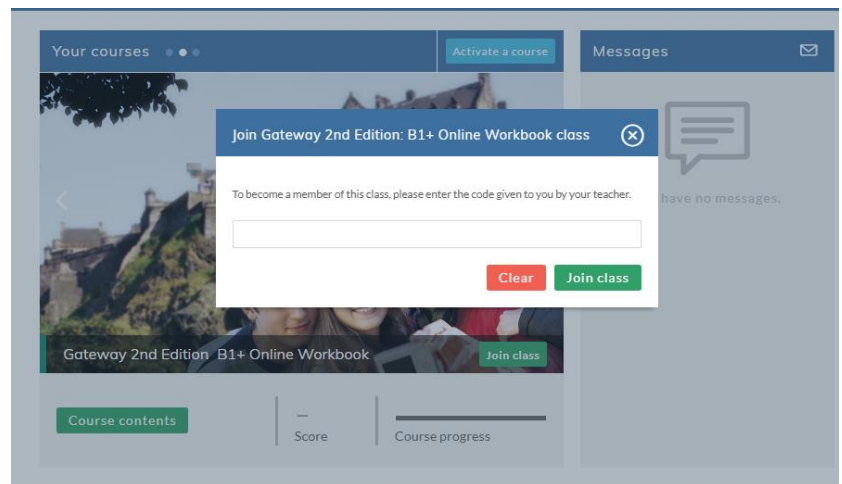 Your courses
Activate a course
Messages
Join Gateway 2nd Edition: B1+ Online Workbook class
To become a member of this class, please enter the code given to you by your teacher.
have no messages.
Clear
Join class
Gateway 2nd Edition B1+ Online Workbook
Join class
Course contents
Score
Course progress